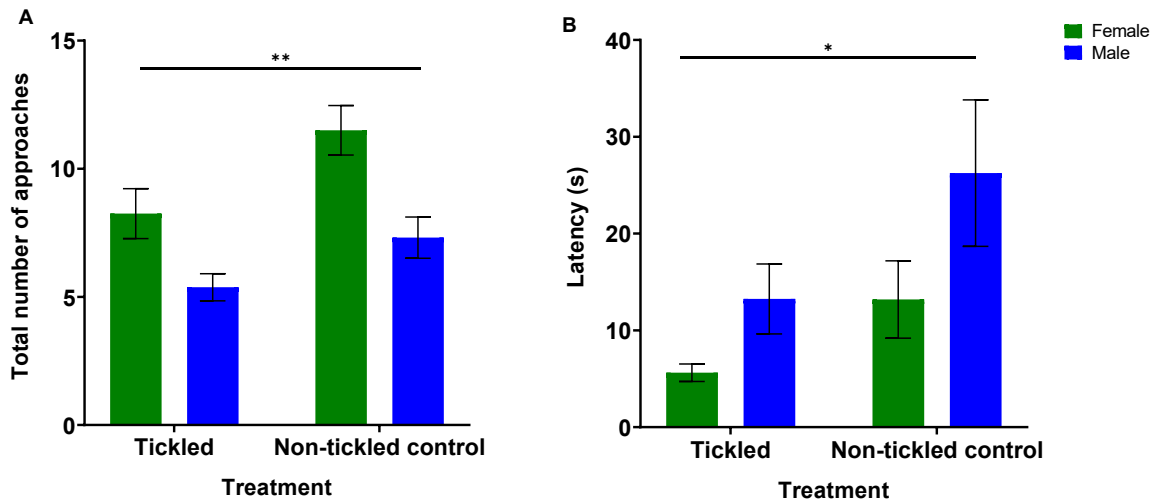 A
Total number of approaches
15
10
5
0
**
Tickled
Non-tickled control
Treatment
B
Latency (s)
40
30
20
10
0
*
Tickled
Non-tickled control
Treatment
Female
Male